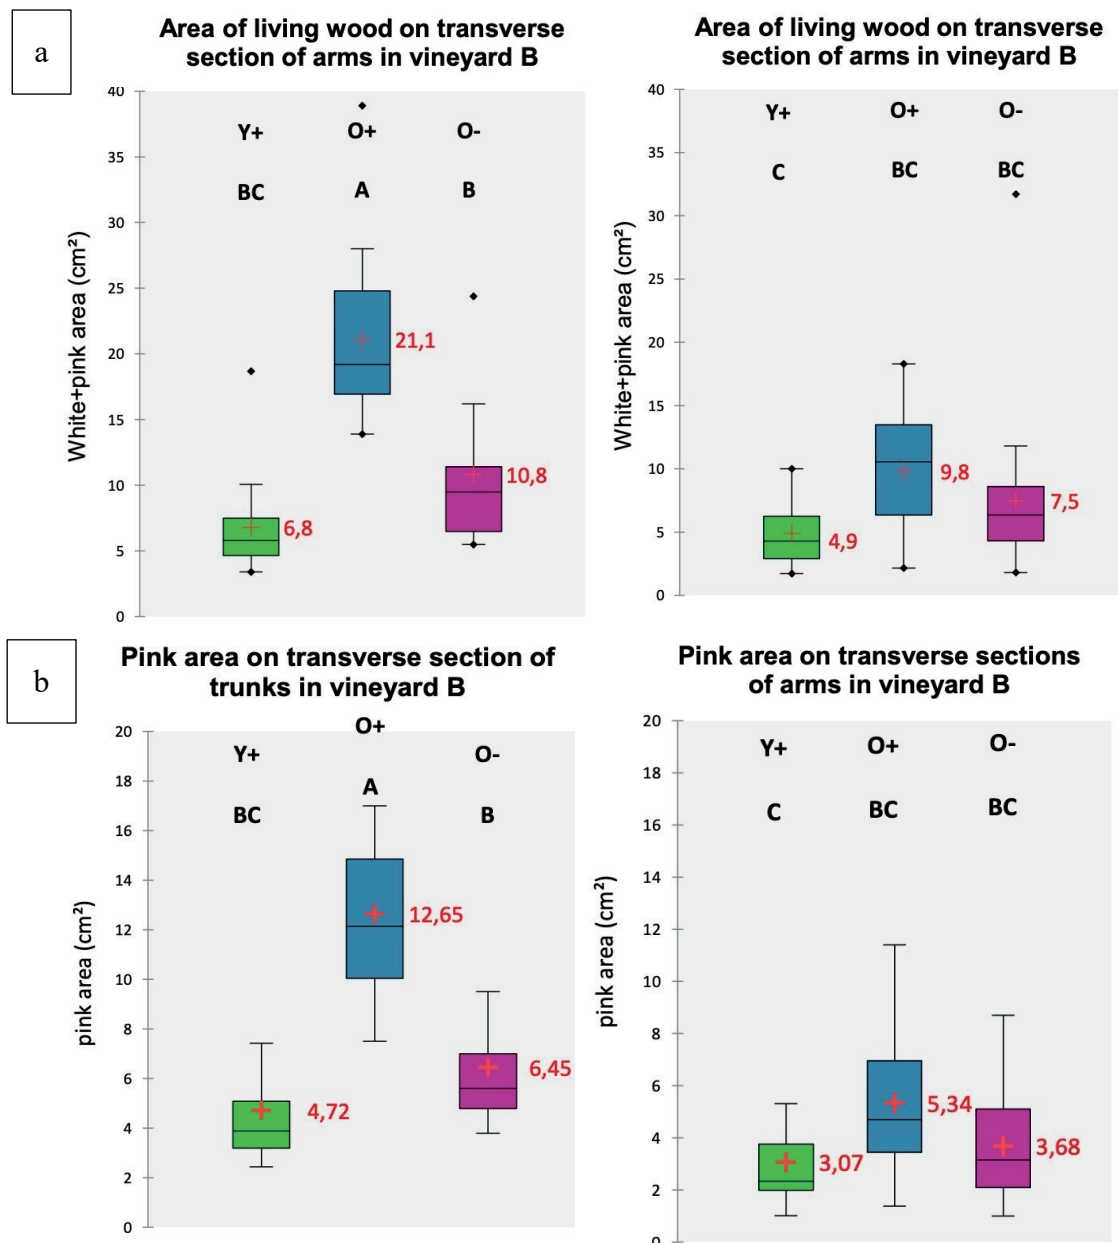 a
Area of living wood on transverse
section of arms in vineyard B
40
35
30
25
20
15
10
5
0
White+pink area (cm²)
Y+ O+ O-
BC A B
21,1
10,8
6,8
Area of living wood on transverse
section of arms in vineyard B
40
35
30
25
20
15
10
5
0
White+pink area (cm²)
Y+ O+ O-
C BC BC
9,8
7,5
4,9
b
Pink area on transverse section of
trunks in vineyard B
20
18
16
14
12
10
8
6
4
2
0
pink area (cm²)
O+
Y+ O-
A
BC B
12,65
6,45
4,72
Pink area on transverse sections
of arms in vineyard B
20
18
16
14
12
10
8
6
4
2
0
pink area (cm²)
Y+ O+ O-
C BC BC
5,34
3,68
3,07